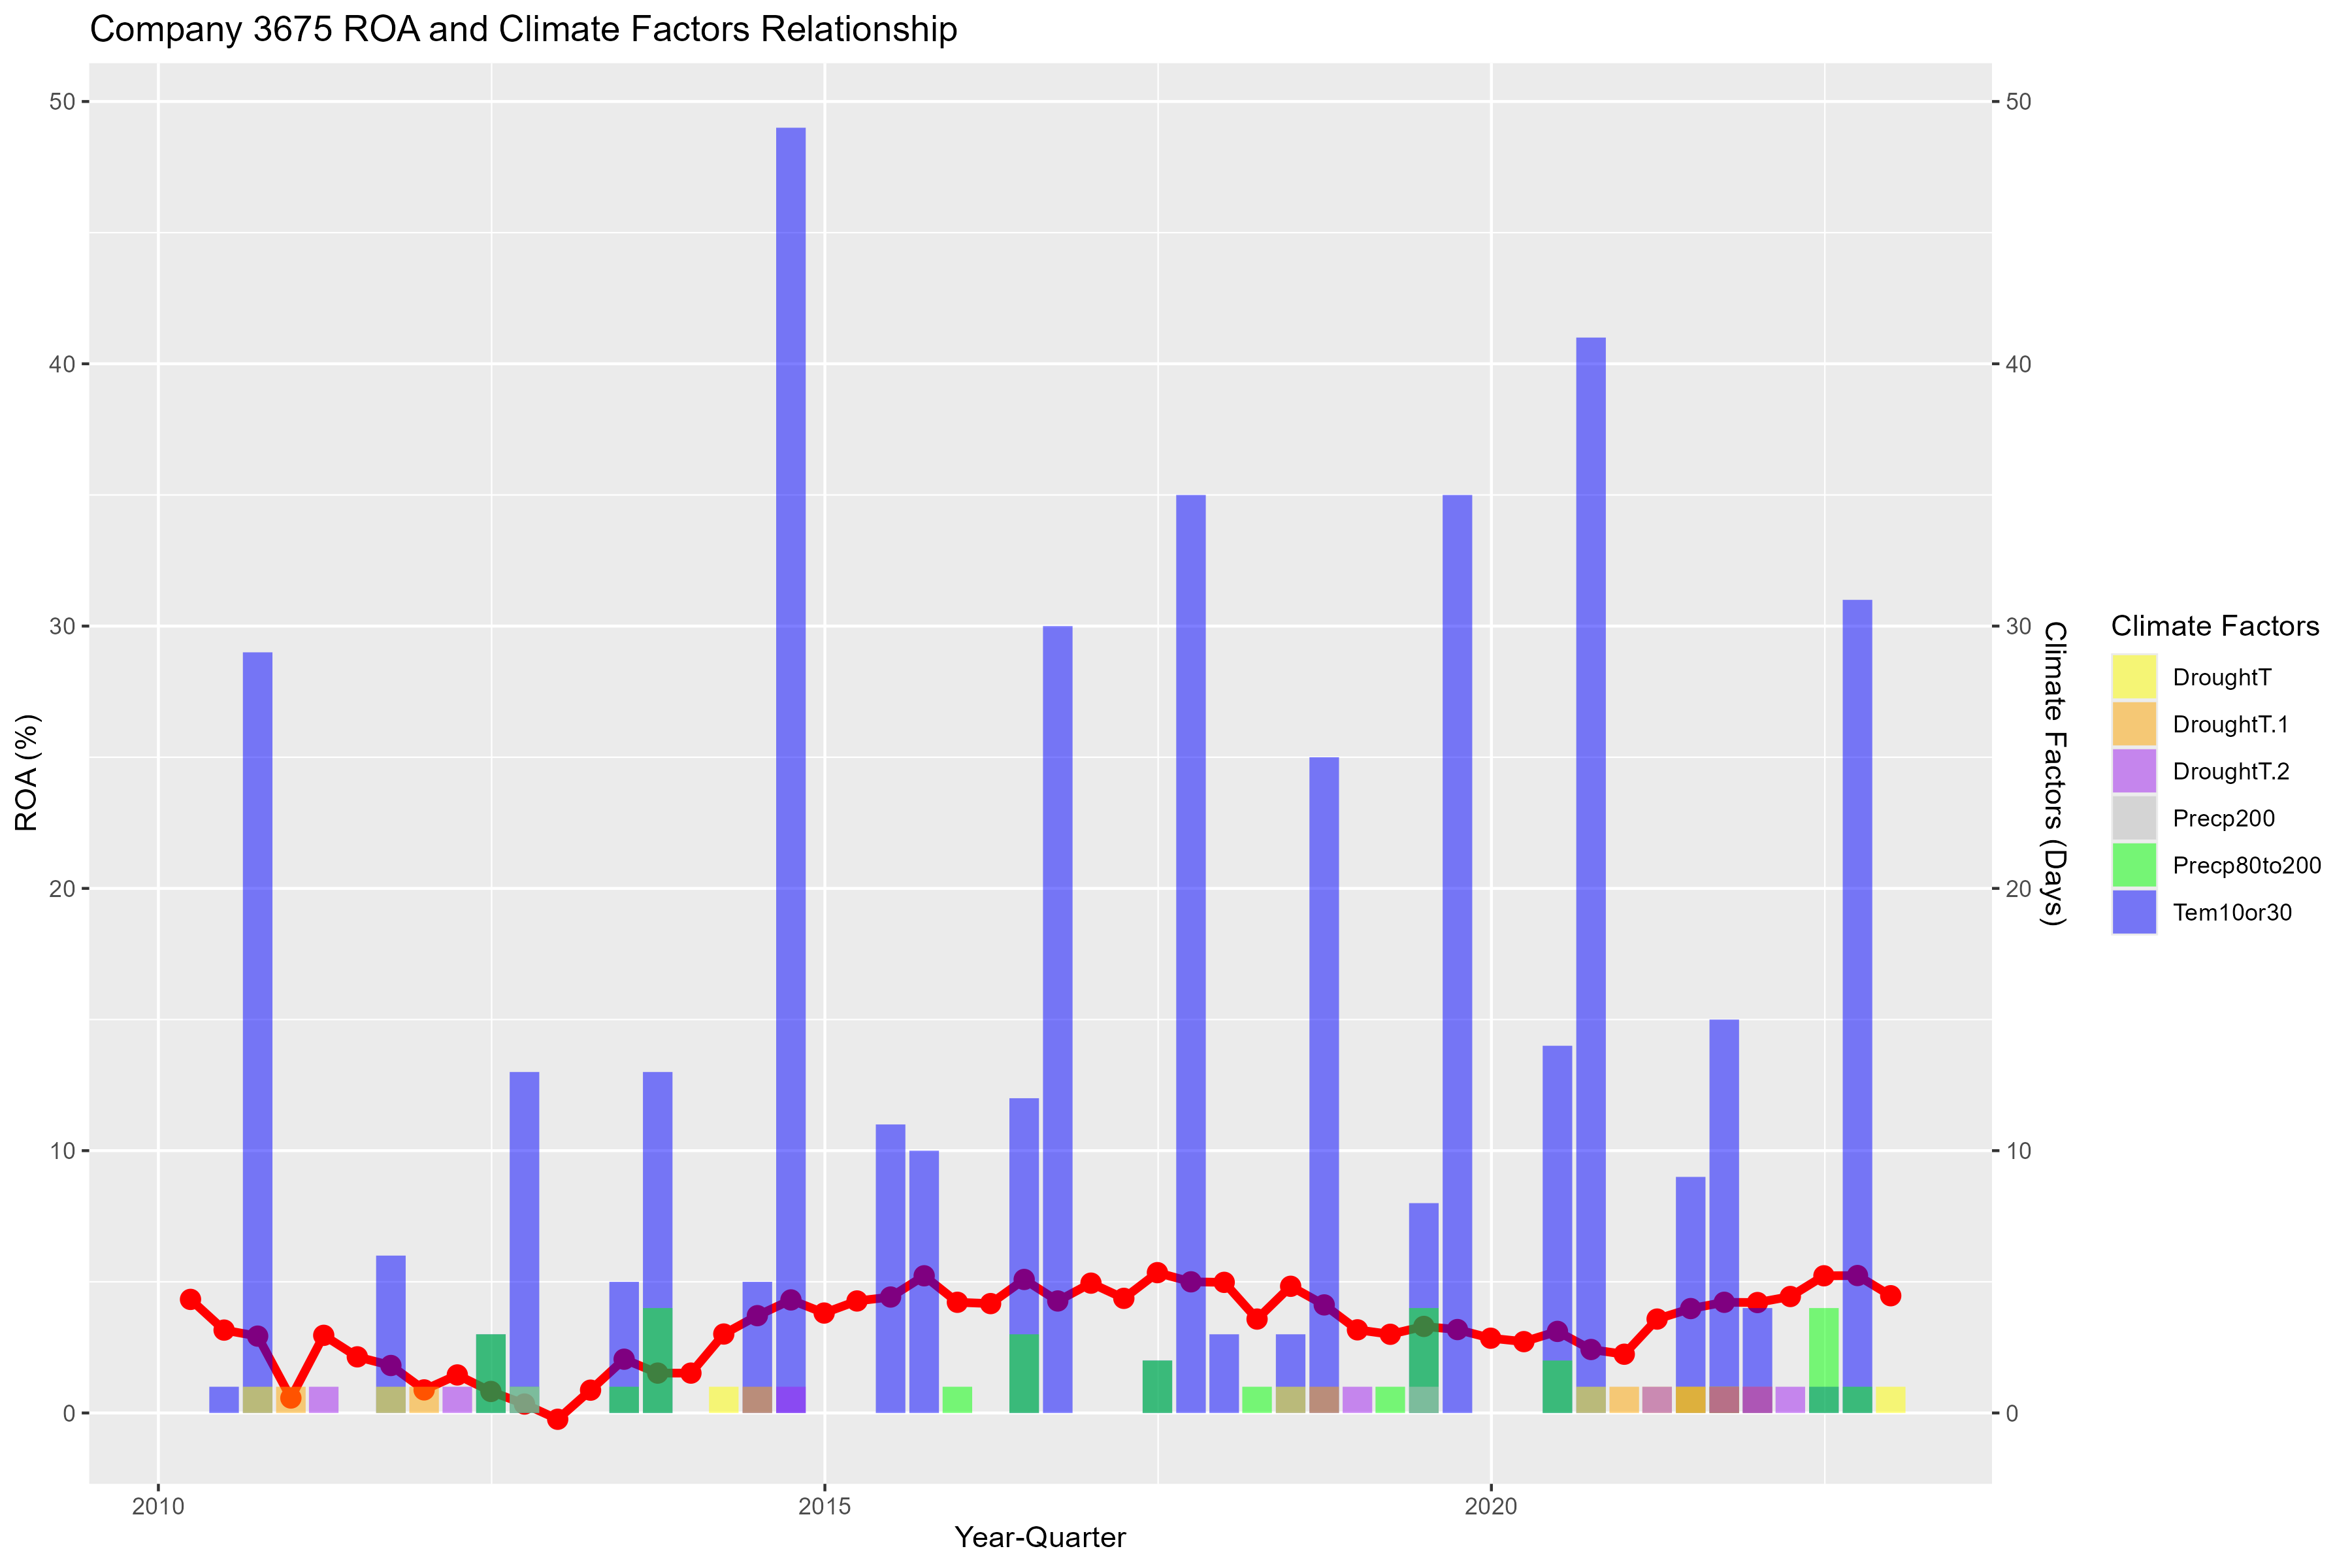 Company 3675 ROA and Climate Factors Relationship
50
40
30
20
10
0
ROA (%)
50
40
30
20
10
0
Climate Factors (Days)
2010
2015
2020
Year-Quarter
Climate Factors
DroughtT
DroughtT.1
DroughtT.2
Precp200
Precp80to200
Tem10or30